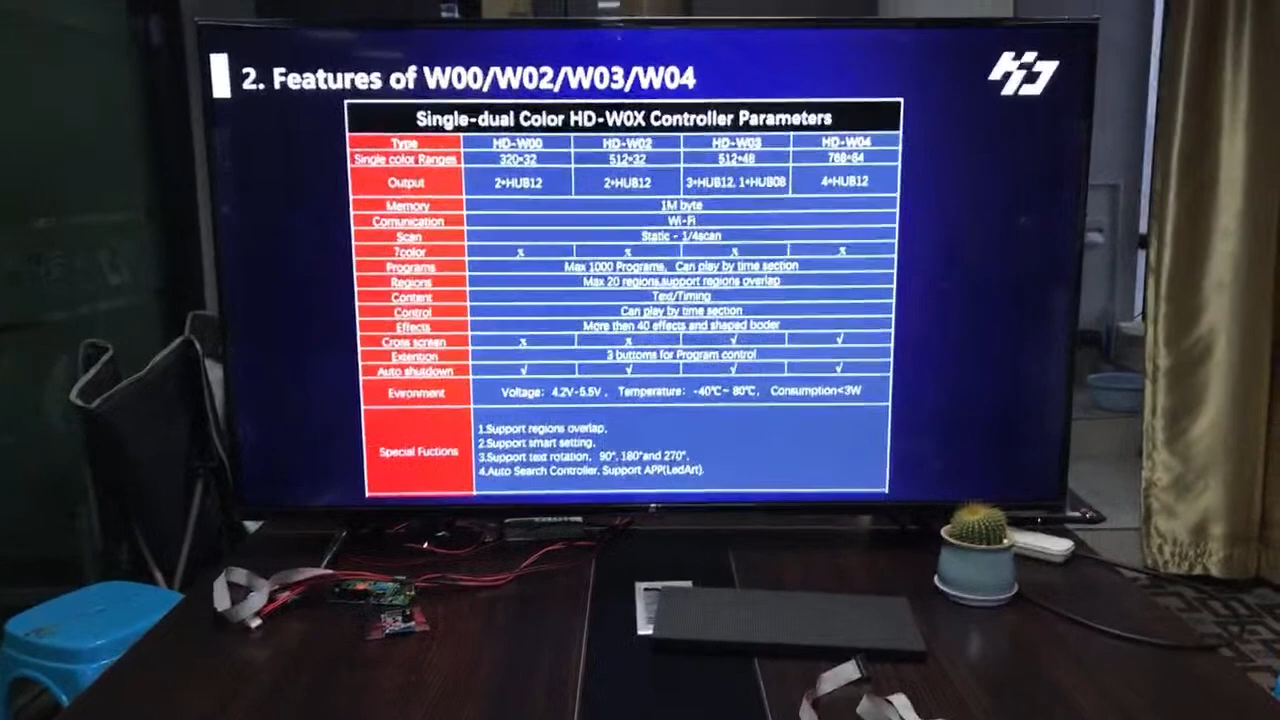 2. Features of W00/W02/W03/W04
HD
Single-dual Color HD-W0X Controller Parameters
Type HD-W00 HD-W02 HD-W03 HD-W04
Single color Ranges 320*32 512*32 512*48 768*64
Output 2*HUB12 2*HUB12 3*HUB12, 1*HUB08 4*HUB12
Memory 1M byte
Comunication Wi-Fi
Scan Static - 1/4scan
7color x x x x
Programs Max 1000 Programs, Can play by time section
Regions Max 20 regions,support regions overlap
Content Text/Timing
Control Can play by time section
Effects More then 40 effects and shaped boder
Cross screen x x √ √
Extention 3 buttoms for Program control
Auto shutdown √ √ √ √
Evironment Voltage: 4.2V-5.5V , Temperature: -40℃~ 80℃, Consumption<3W
Special Fuctions
1.Support regions overlap,
2.Support smart setting,
3.Support text rotation, 90°, 180°and 270°,
4.Auto Search Controller, Support APP(LedArt).